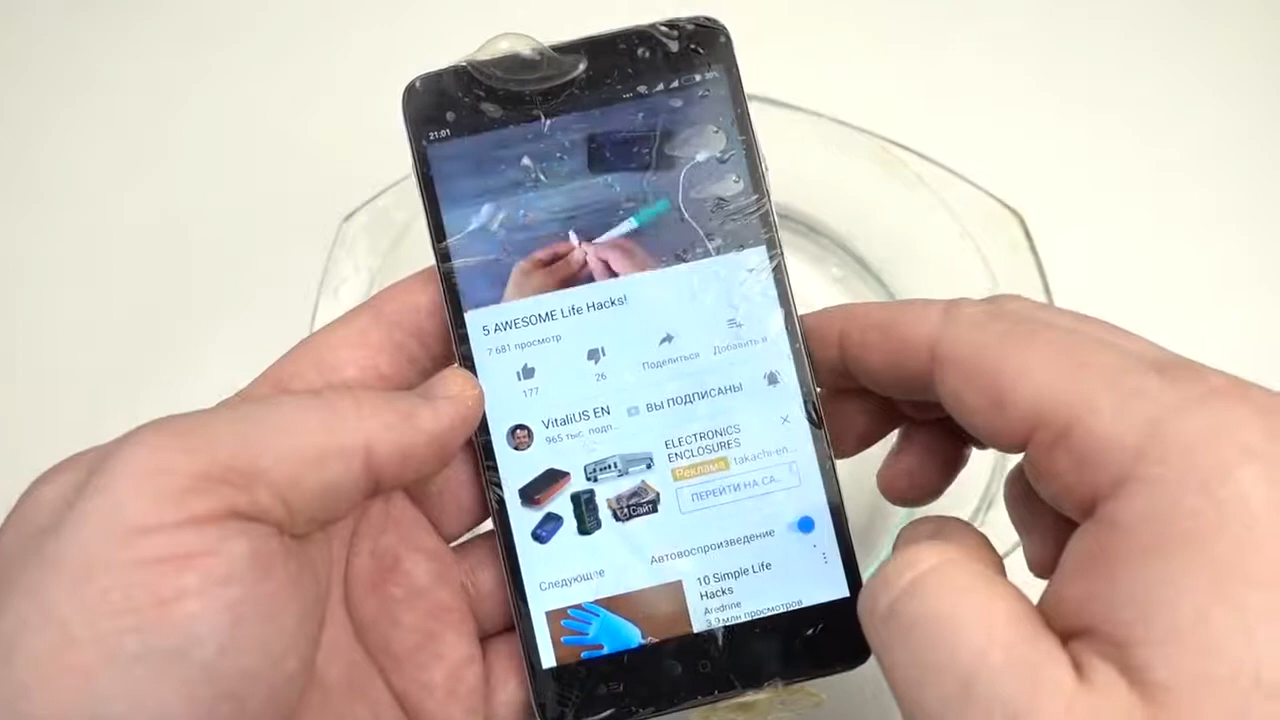 21:01
5 AWESOME Life Hacks!
7 681 просмотр
177
26
Поделиться
Добавить в
VitaliUS EN
965 тыс. подп...
ВЫ ПОДПИСАНЫ
ELECTRONICS
ENCLOSURES
Реклама takachi-en...
ПЕРЕЙТИ НА СА...
Сайт
Автовоспроизведение
Следующее
10 Simple Life
Hacks
Aredrine
3,9 млн просмотров